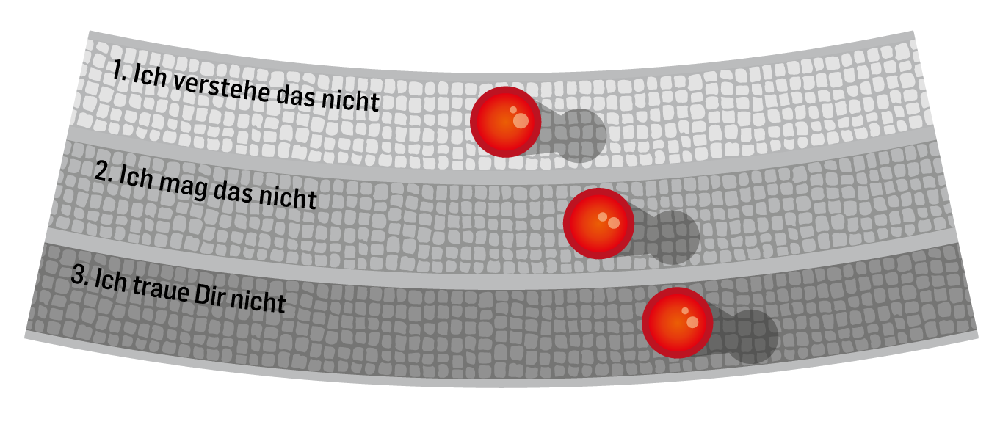 1. Ich verstehe das nicht
2. Ich mag das nicht
3. Ich traue Dir nicht